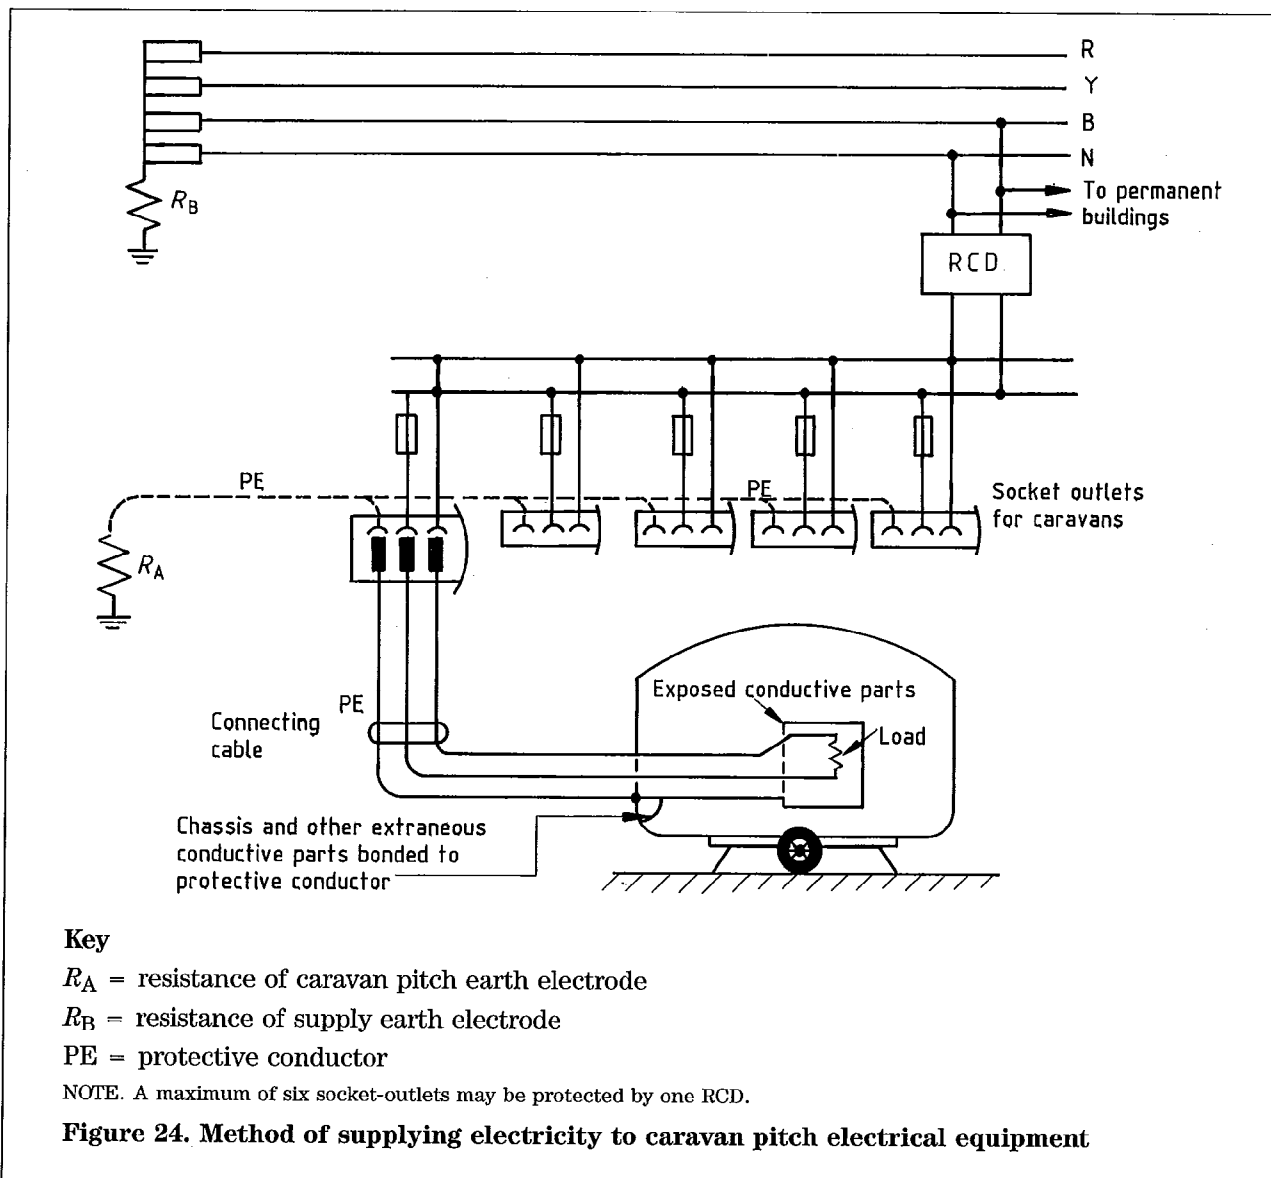 R
Y
B
N
R_B
To permanent
buildings
RCD
PE
PE
Socket outlets
for caravans
R_A
PE
Connecting
cable
Exposed conductive parts
Load
Chassis and other extraneous
conductive parts bonded to
protective conductor
Key
R_A = resistance of caravan pitch earth electrode
R_B = resistance of supply earth electrode
PE = protective conductor
NOTE. A maximum of six socket-outlets may be protected by one RCD.
Figure 24. Method of supplying electricity to caravan pitch electrical equipment